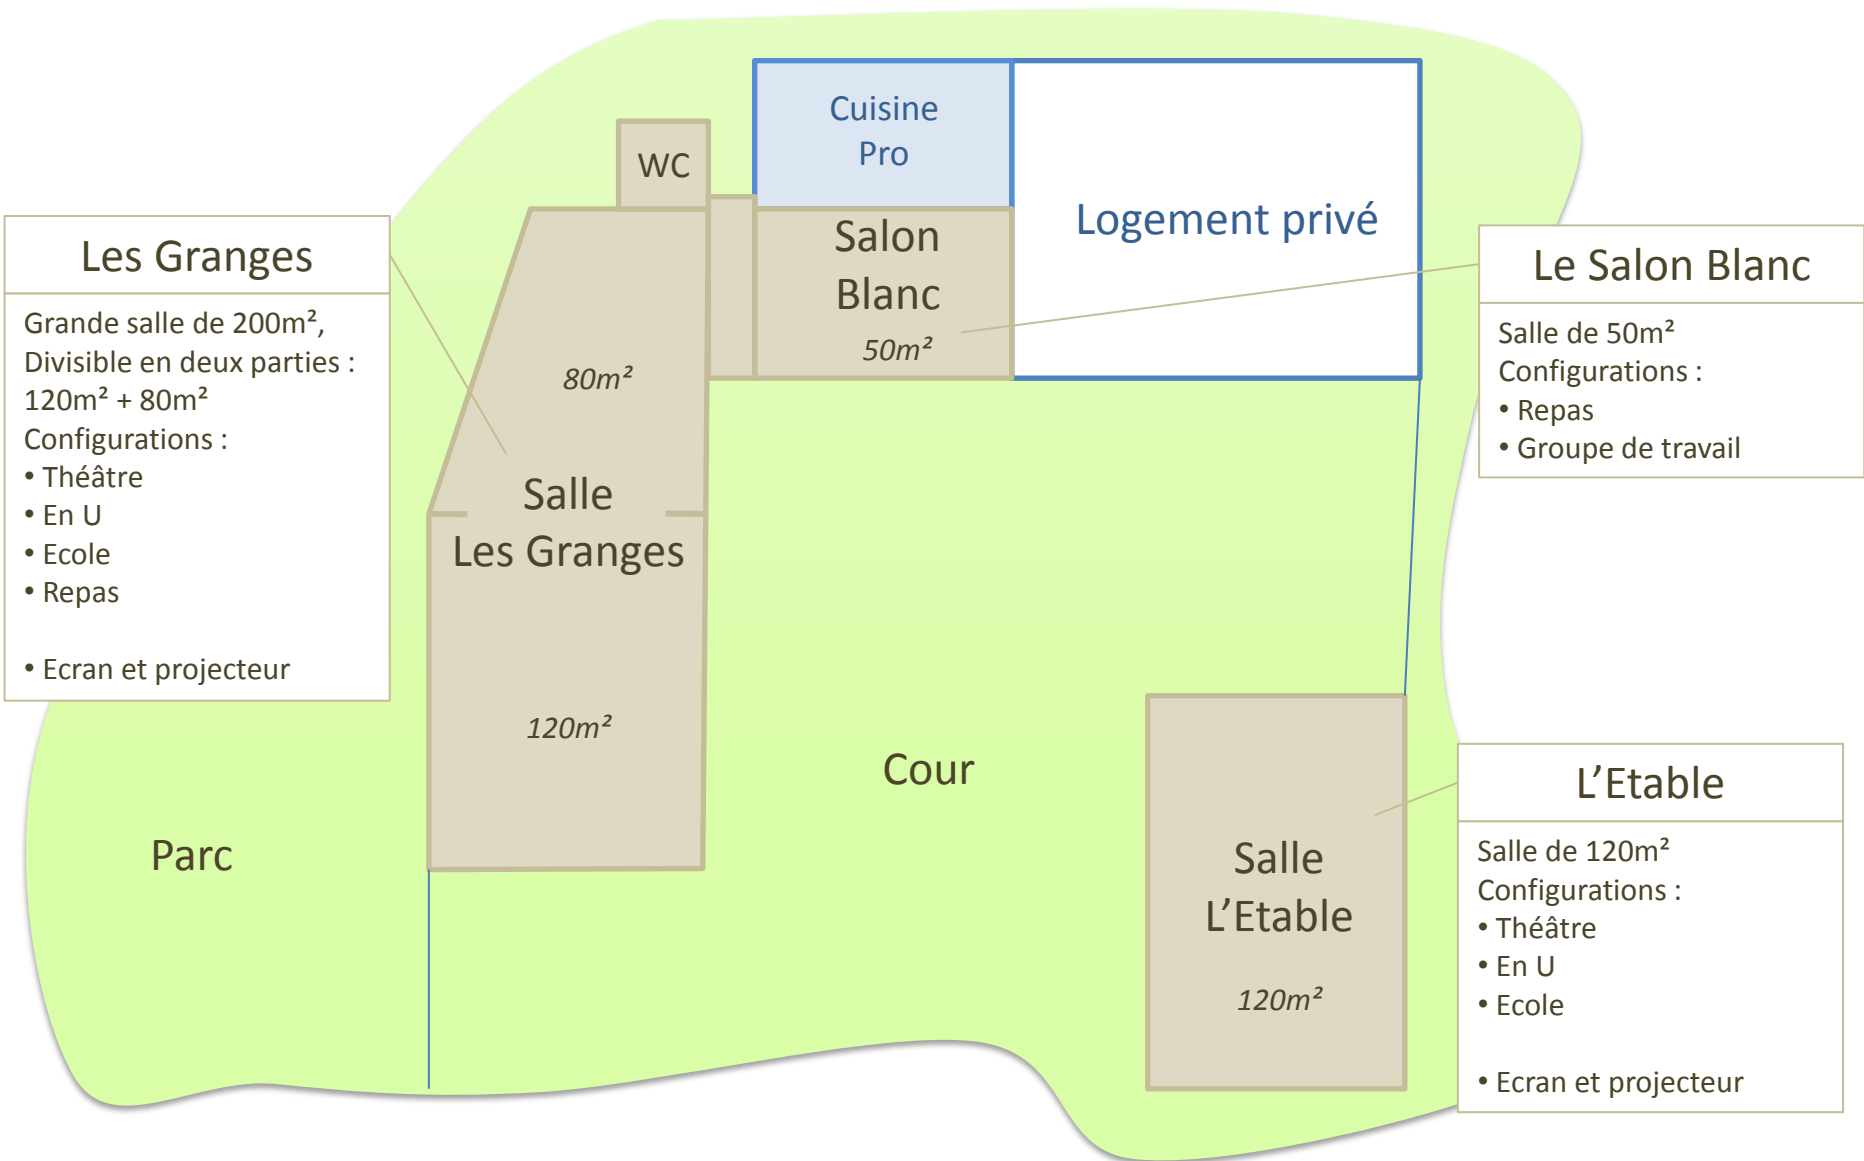 Cuisine
Pro
WC
Logement privé
Salon
Blanc
50m²
Les Granges
Grande salle de 200m²,
Divisible en deux parties :
120m² + 80m²
Configurations :
• Théâtre
• En U
• Ecole
• Repas
• Ecran et projecteur
Le Salon Blanc
Salle de 50m²
Configurations :
• Repas
• Groupe de travail
80m²
Salle
Les Granges
120m²
Cour
Parc
Salle
L’Etable
120m²
L’Etable
Salle de 120m²
Configurations :
• Théâtre
• En U
• Ecole
• Ecran et projecteur